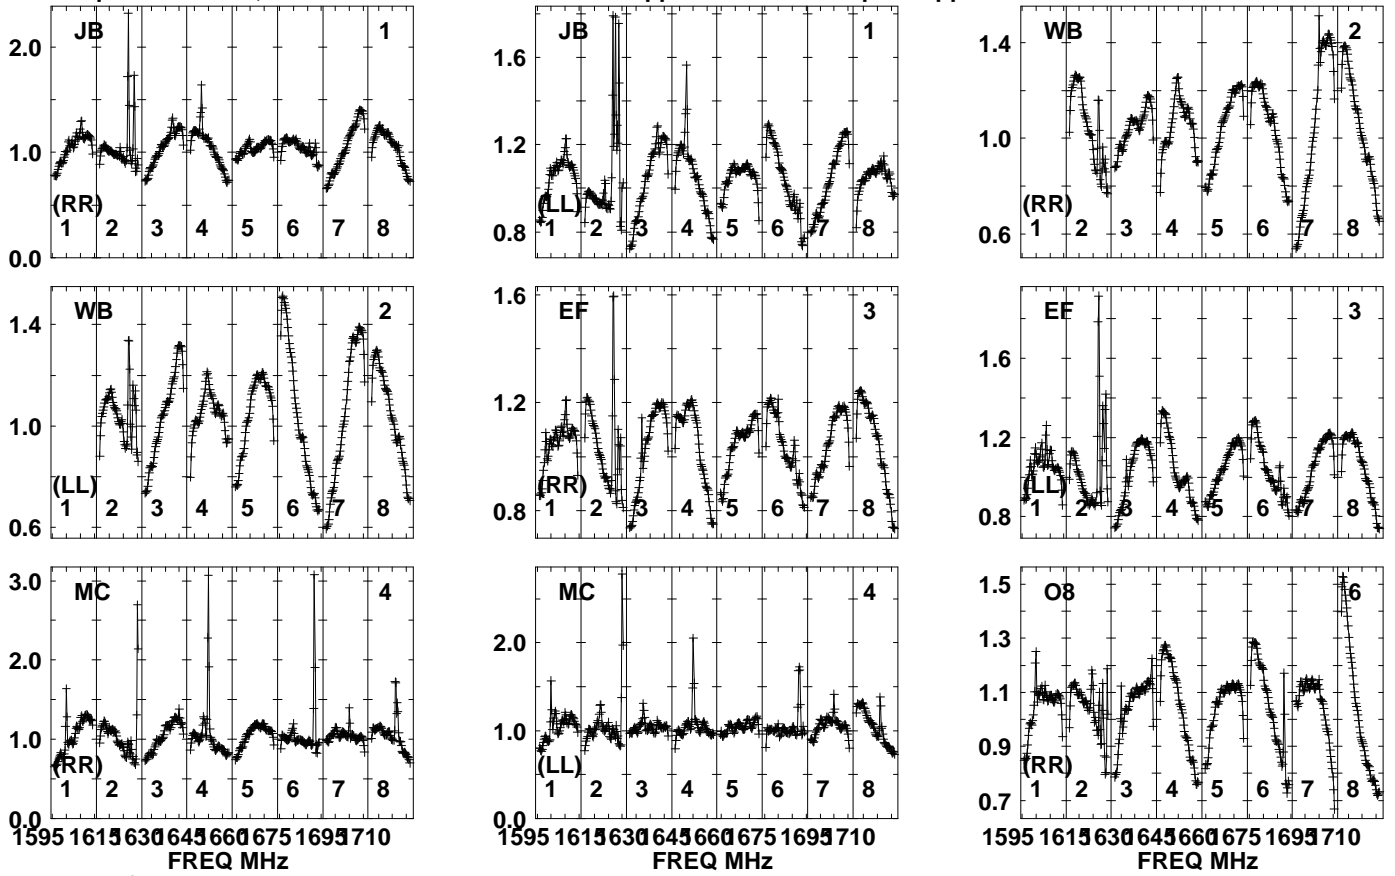 JB 1
2.0
1.0
0.0
(RR)
1 2 3 4 5 6 7 8
JB 1
1.6
1.2
0.8
(LL)
1 2 3 4 5 6 7 8
WB 2
1.4
1.0
0.6
(RR)
1 2 3 4 5 6 7 8
WB 2
1.4
1.0
0.6
(LL)
1 2 3 4 5 6 7 8
EF 3
1.6
1.2
0.8
(RR)
1 2 3 4 5 6 7 8
EF 3
1.6
1.2
0.8
(LL)
1 2 3 4 5 6 7 8
MC 4
3.0
2.0
1.0
0.0
(RR)
1 2 3 4 5 6 7 8
1595 1615 1630 1645 1660 1675 1695 1710
FREQ MHz
MC 4
2.0
1.0
0.0
(LL)
1 2 3 4 5 6 7 8
1595 1615 1630 1645 1660 1675 1695 1710
FREQ MHz
O8 6
1.5
1.3
1.1
0.9
0.7
(RR)
1 2 3 4 5 6 7 8
1595 1615 1630 1645 1660 1675 1695 1710
FREQ MHz